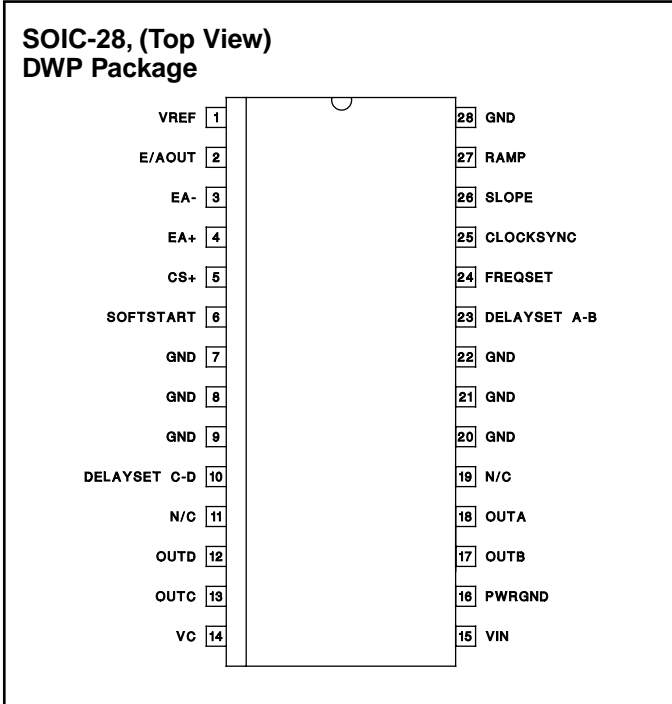 SOIC-28, (Top View)
DWP Package
VREF 1
28 GND
E/AOUT 2
27 RAMP
EA- 3
26 SLOPE
EA+ 4
25 CLOCKSYNC
CS+ 5
24 FREQSET
SOFTSTART 6
23 DELAYSET A-B
GND 7
22 GND
GND 8
21 GND
GND 9
20 GND
DELAYSET C-D 10
19 N/C
N/C 11
18 OUTA
OUTD 12
17 OUTB
OUTC 13
16 PWRGND
VC 14
15 VIN